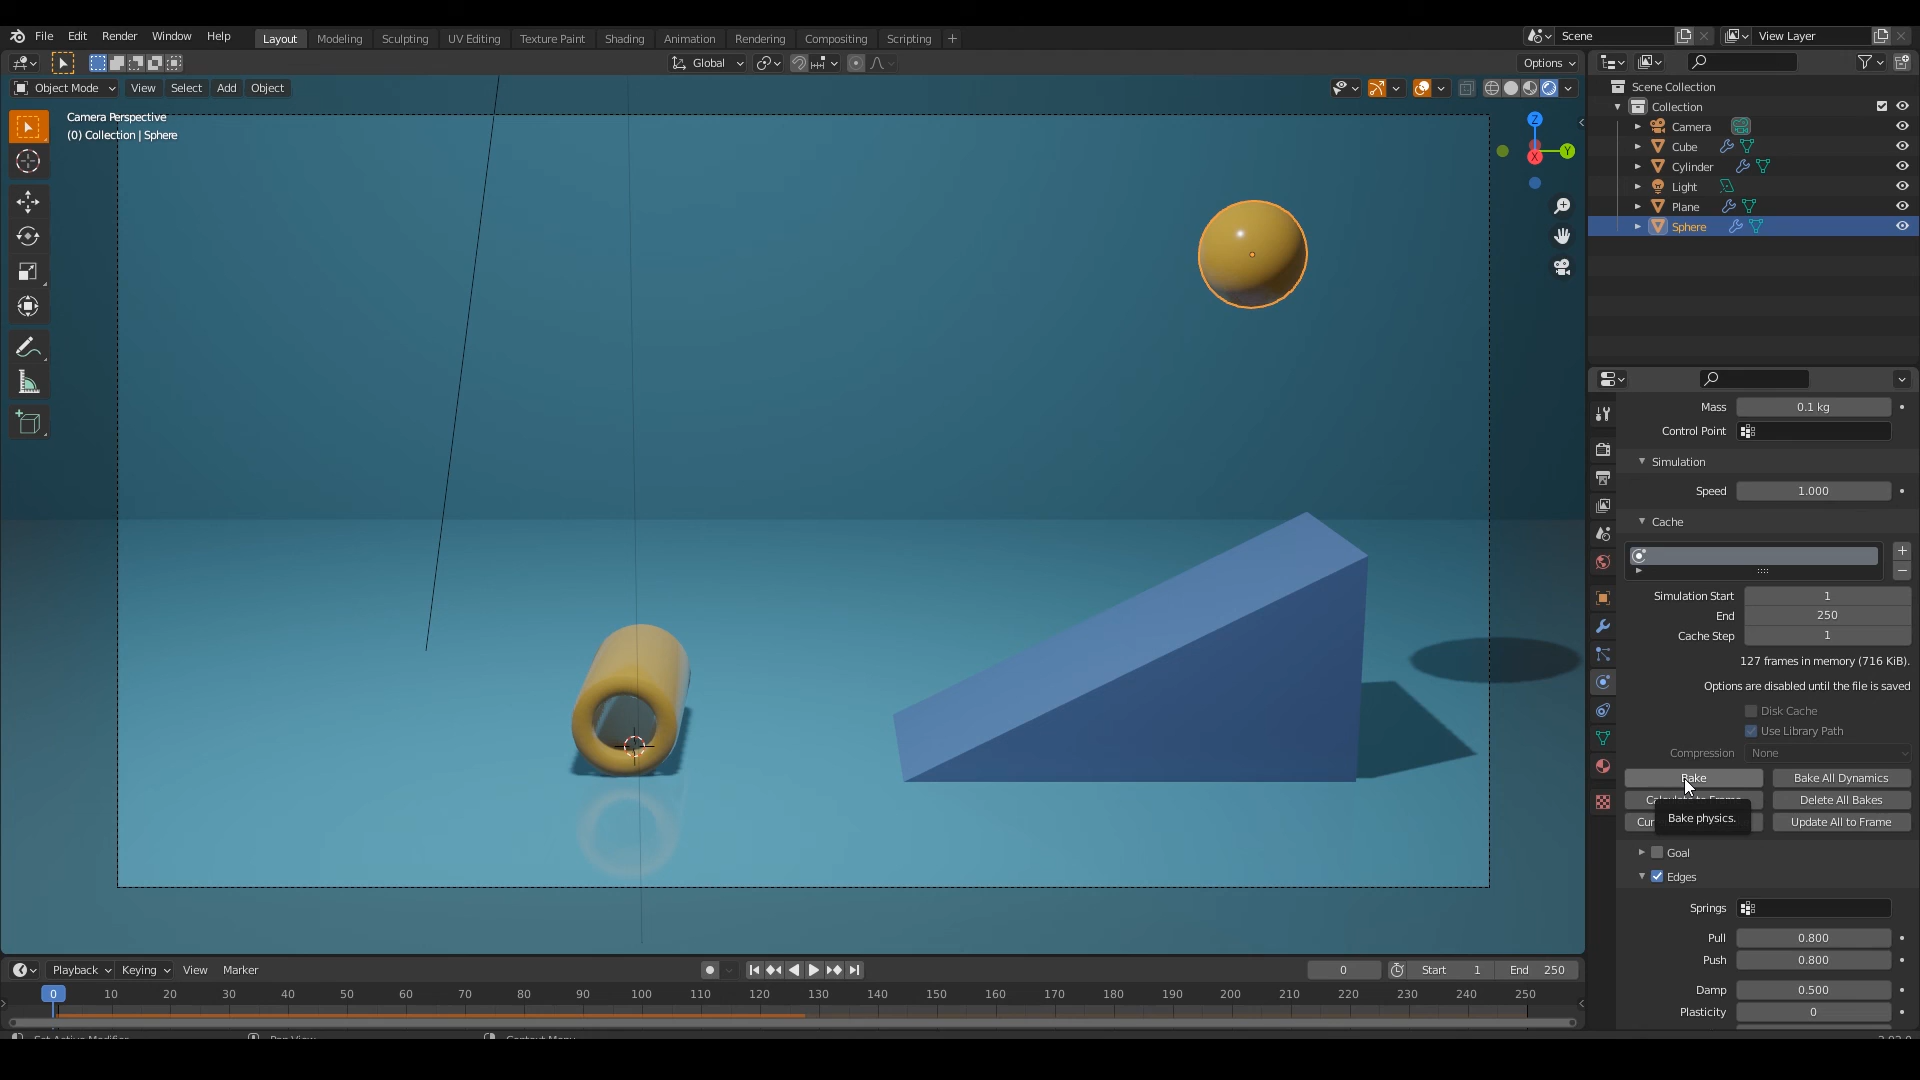 File Edit Render Window Help
Layout Modeling Sculpting UV Editing Texture Paint Shading Animation Rendering Compositing Scripting +
Scene
View Layer
Global
Options
Object Mode View Select Add Object
Camera Perspective
(0) Collection | Sphere
Z
Y
X
Scene Collection
Collection
Camera
Cube
Cylinder
Light
Plane
Sphere
Mass 0.1 kg
Control Point
Simulation
Speed 1.000
Cache
Simulation Start 1
End 250
Cache Step 1
127 frames in memory (716 KiB).
Options are disabled until the file is saved
Disk Cache
Use Library Path
Compression None
Bake Bake All Dynamics
Delete All Bakes
Bake physics.
Update All to Frame
Goal
Edges
Springs
Pull 0.800
Push 0.800
Damp 0.500
Plasticity 0
Playback Keying View Marker
0 Start 1 End 250
0 10 20 30 40 50 60 70 80 90 100 110 120 130 140 150 160 170 180 190 200 210 220 230 240 250